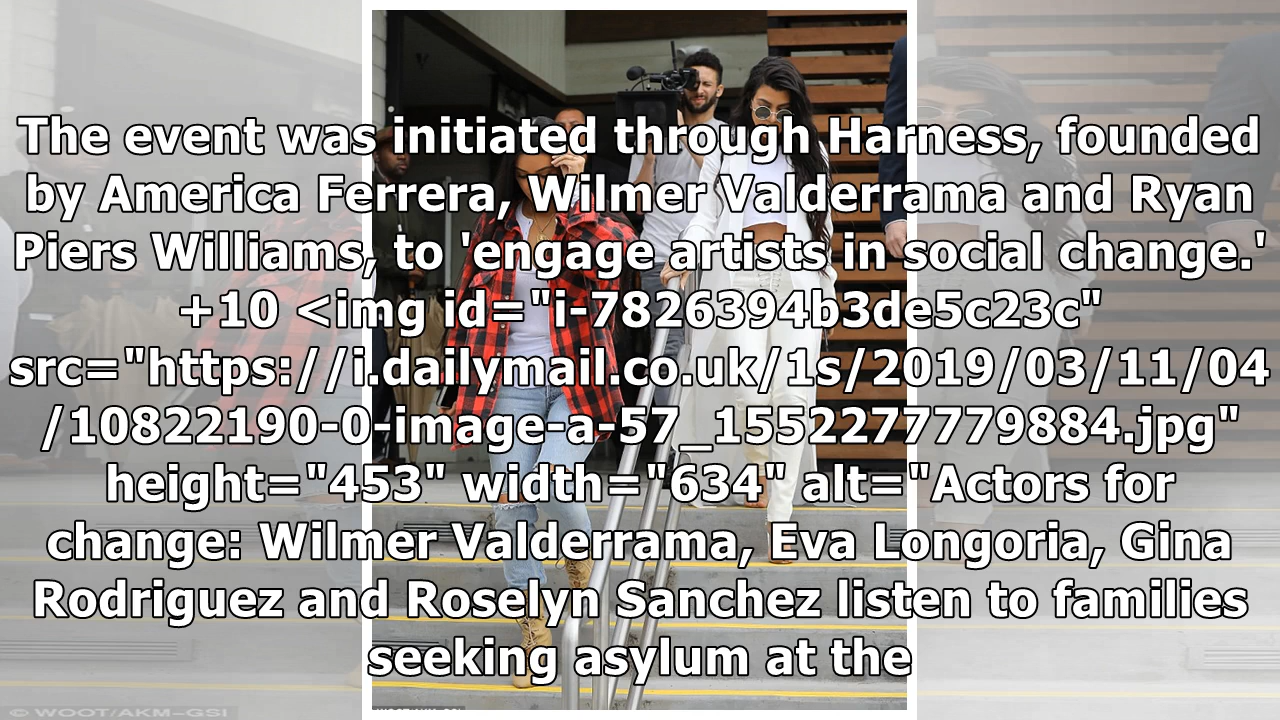 The event was initiated through Harness, founded
by America Ferrera, Wilmer Valderrama and Ryan
Piers Williams, to 'engage artists in social change.'
+10 <img id="i-7826394b3de5c23c"
src="https://i.dailymail.co.uk/1s/2019/03/11/04
/10822190-0-image-a-57_1552277779884.jpg"
height="453" width="634" alt="Actors for
change: Wilmer Valderrama, Eva Longoria, Gina
Rodriguez and Roselyn Sanchez listen to families
seeking asylum at the
© WOOT/AKM-GSI
WOOT/AKM-GSI